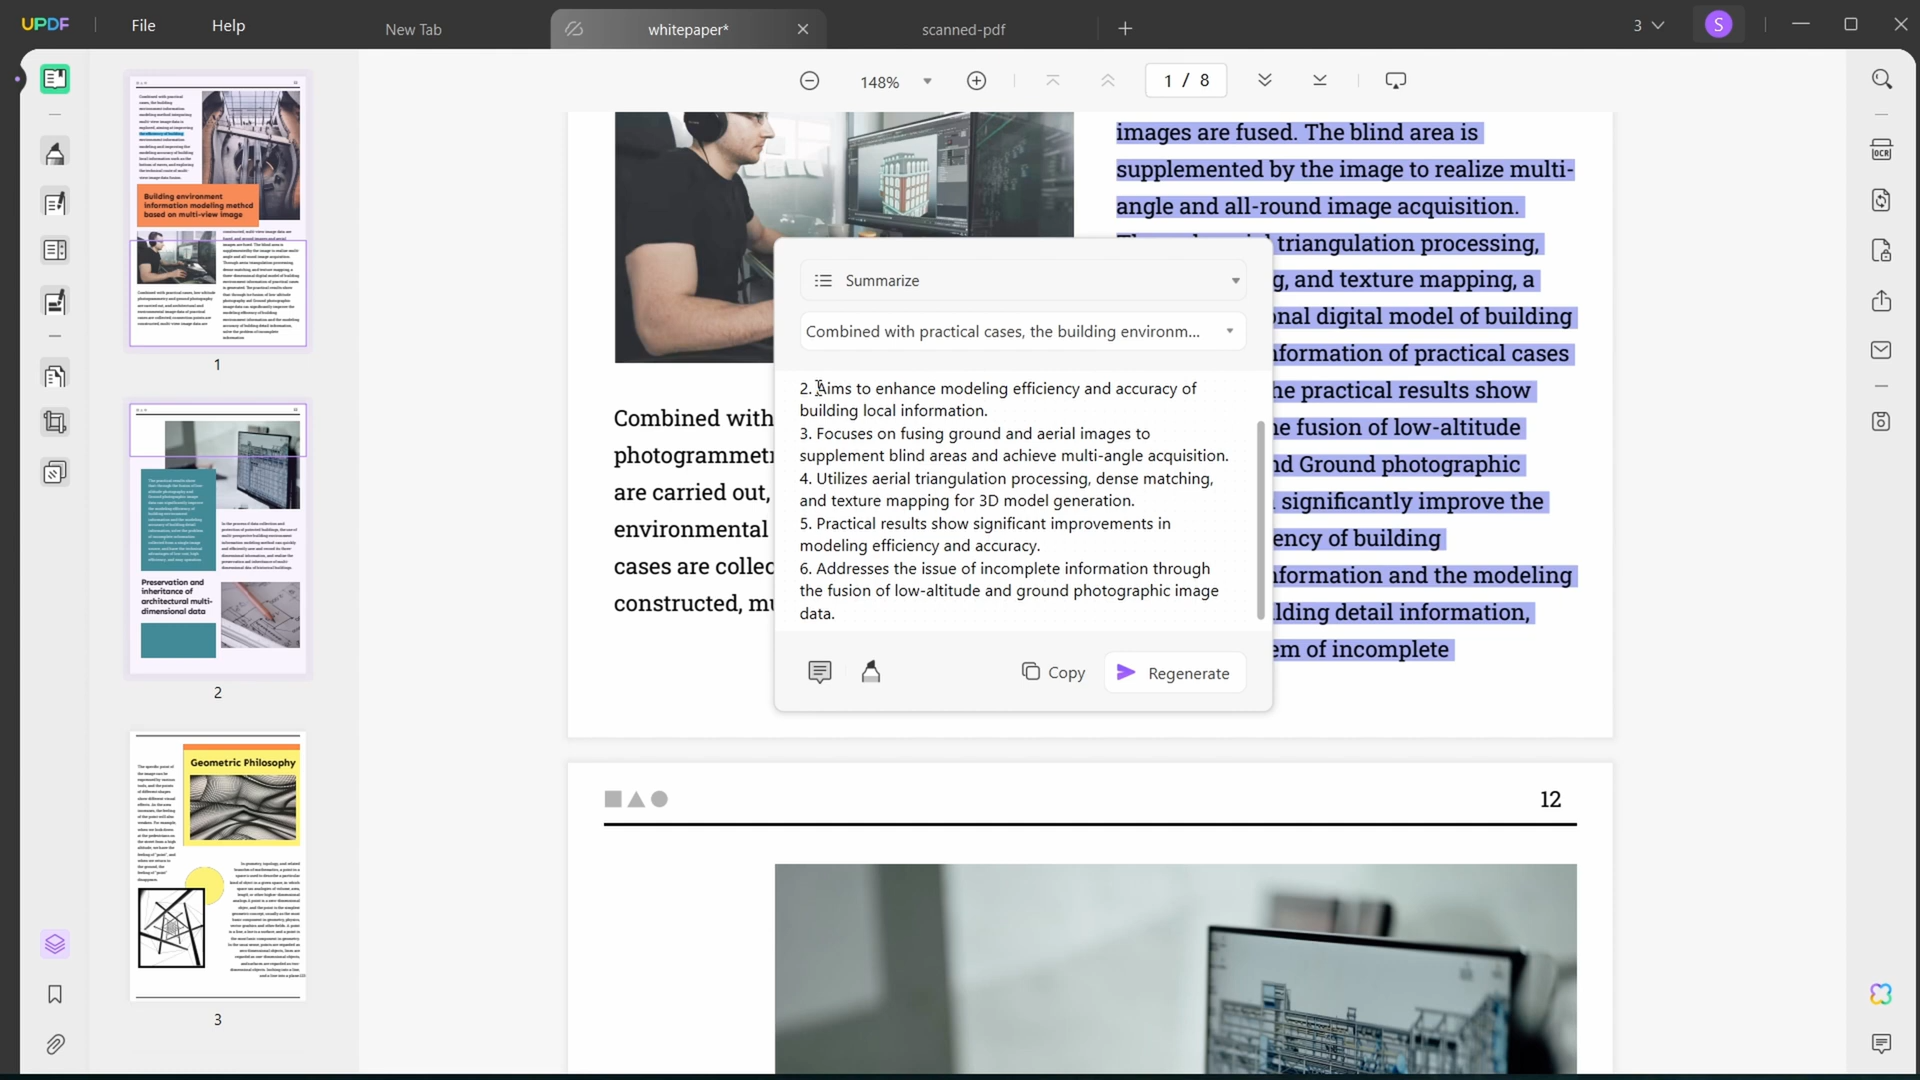 UPDF
File
Help
New Tab
whitepaper*
scanned-pdf
3
S
148%
1 / 8
Building environment
information modeling method
based on multi-view image
1
Preservation and
inheritance of
architectural multi-
dimensional data
2
Geometric Philosophy
3
images are fused. The blind area is
supplemented by the image to realize multi-
angle and all-round image acquisition.
triangulation processing,
g, and texture mapping, a
onal digital model of building
nformation of practical cases
he practical results show
he fusion of low-altitude
nd Ground photographic
significantly improve the
ency of building
nformation and the modeling
lding detail information,
em of incomplete
Combined with
photogrammet
are carried out,
environmental
cases are collec
constructed, mu
Summarize
Combined with practical cases, the building environm...
2. Aims to enhance modeling efficiency and accuracy of
building local information.
3. Focuses on fusing ground and aerial images to
supplement blind areas and achieve multi-angle acquisition.
4. Utilizes aerial triangulation processing, dense matching,
and texture mapping for 3D model generation.
5. Practical results show significant improvements in
modeling efficiency and accuracy.
6. Addresses the issue of incomplete information through
the fusion of low-altitude and ground photographic image
data.
Copy
Regenerate
12
OCR